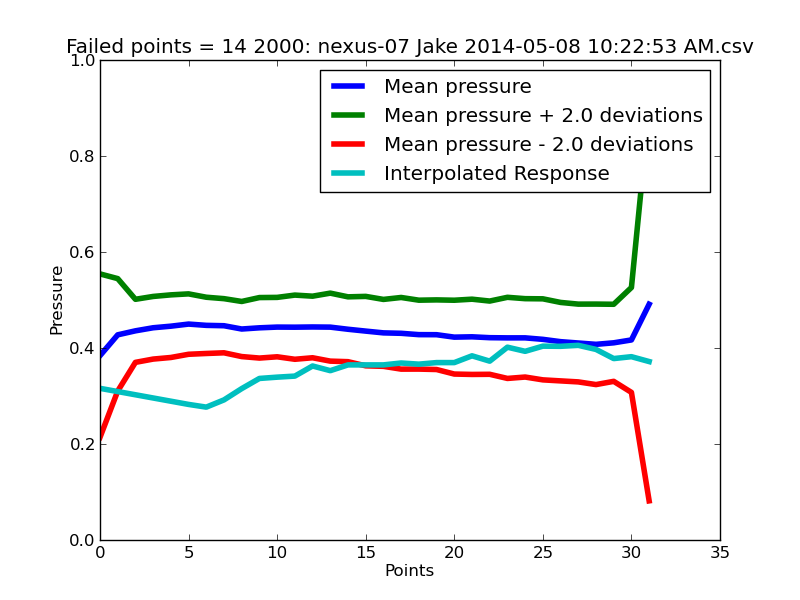 Failed points = 14 2000: nexus-07 Jake 2014-05-08 10:22:53 AM.csv
Mean pressure
Mean pressure + 2.0 deviations
Mean pressure - 2.0 deviations
Interpolated Response
1.0
0.8
0.6
0.4
0.2
0.0
Pressure
0 5 10 15 20 25 30 35
Points